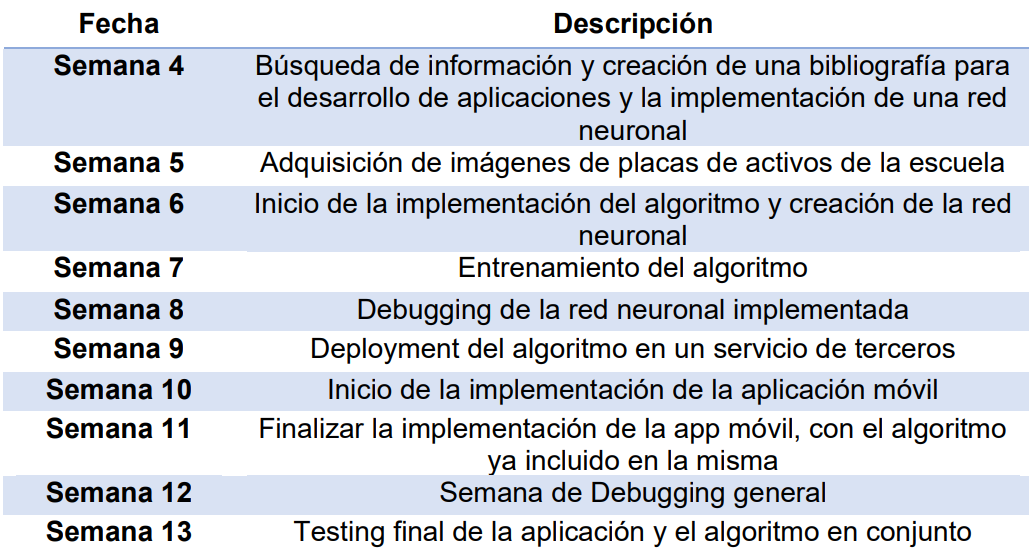 Fecha Descripción
Semana 4 Búsqueda de información y creación de una bibliografía para
el desarrollo de aplicaciones y la implementación de una red
neuronal
Semana 5 Adquisición de imágenes de placas de activos de la escuela
Semana 6 Inicio de la implementación del algoritmo y creación de la red
neuronal
Semana 7 Entrenamiento del algoritmo
Semana 8 Debugging de la red neuronal implementada
Semana 9 Deployment del algoritmo en un servicio de terceros
Semana 10 Inicio de la implementación de la aplicación móvil
Semana 11 Finalizar la implementación de la app móvil, con el algoritmo
ya incluido en la misma
Semana 12 Semana de Debugging general
Semana 13 Testing final de la aplicación y el algoritmo en conjunto